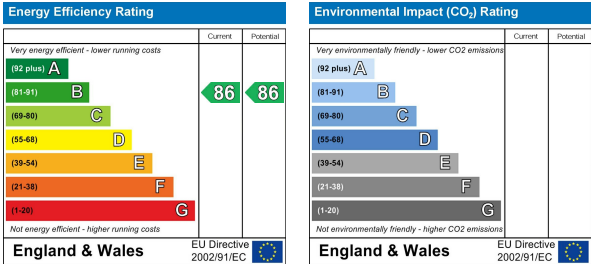 Energy Efficiency Rating
Current
Potential
Very energy efficient - lower running costs
(92 plus) A
(81-91) B
86
86
(69-80) C
(55-68) D
(39-54) E
(21-38) F
(1-20) G
Not energy efficient - higher running costs
England & Wales
EU Directive
2002/91/EC
Environmental Impact (CO2) Rating
Current
Potential
Very environmentally friendly - lower CO2 emissions
(92 plus) A
(81-91) B
(69-80) C
(55-68) D
(39-54) E
(21-38) F
(1-20) G
Not environmentally friendly - higher CO2 emissions
England & Wales
EU Directive
2002/91/EC